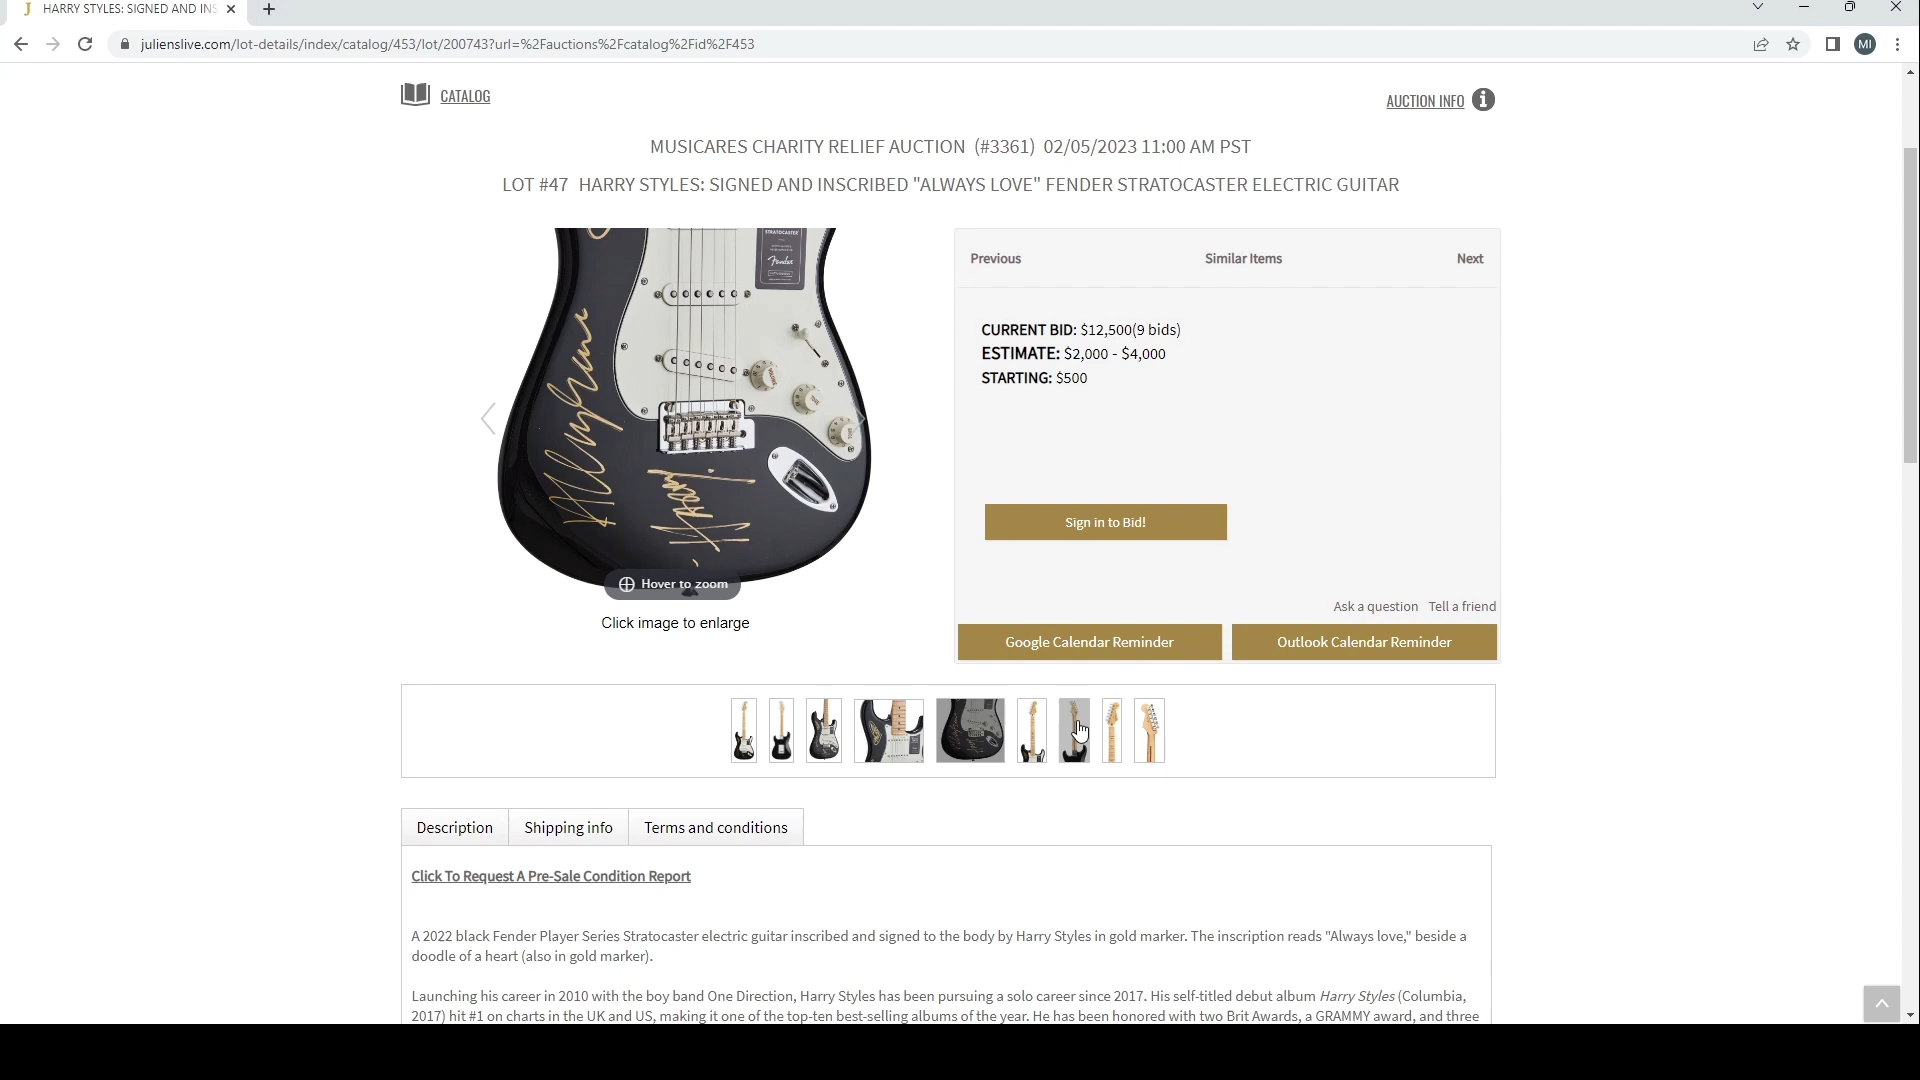 J HARRY STYLES: SIGNED AND INS
julienslive.com/lot-details/index/catalog/453/lot/200743?url=%2Fauctions%2Fcatalog%2Fid%2F453
MI
CATALOG
AUCTION INFO
MUSICARES CHARITY RELIEF AUCTION (#3361) 02/05/2023 11:00 AM PST
LOT #47 HARRY STYLES: SIGNED AND INSCRIBED "ALWAYS LOVE" FENDER STRATOCASTER ELECTRIC GUITAR
STRATOCASTER
Fender
Previous
Similar Items
Next
CURRENT BID: $12,500(9 bids)
ESTIMATE: $2,000 - $4,000
STARTING: $500
VOLUME
TONE
TONE
Sign in to Bid!
Hover to zoom
Click image to enlarge
Ask a question Tell a friend
Google Calendar Reminder
Outlook Calendar Reminder
Description
Shipping info
Terms and conditions
Click To Request A Pre-Sale Condition Report
A 2022 black Fender Player Series Stratocaster electric guitar inscribed and signed to the body by Harry Styles in gold marker. The inscription reads "Always love," beside a
doodle of a heart (also in gold marker).
Launching his career in 2010 with the boy band One Direction, Harry Styles has been pursuing a solo career since 2017. His self-titled debut album Harry Styles (Columbia,
2017) hit #1 on charts in the UK and US, making it one of the top-ten best-selling albums of the year. He has been honored with two Brit Awards, a GRAMMY award, and three